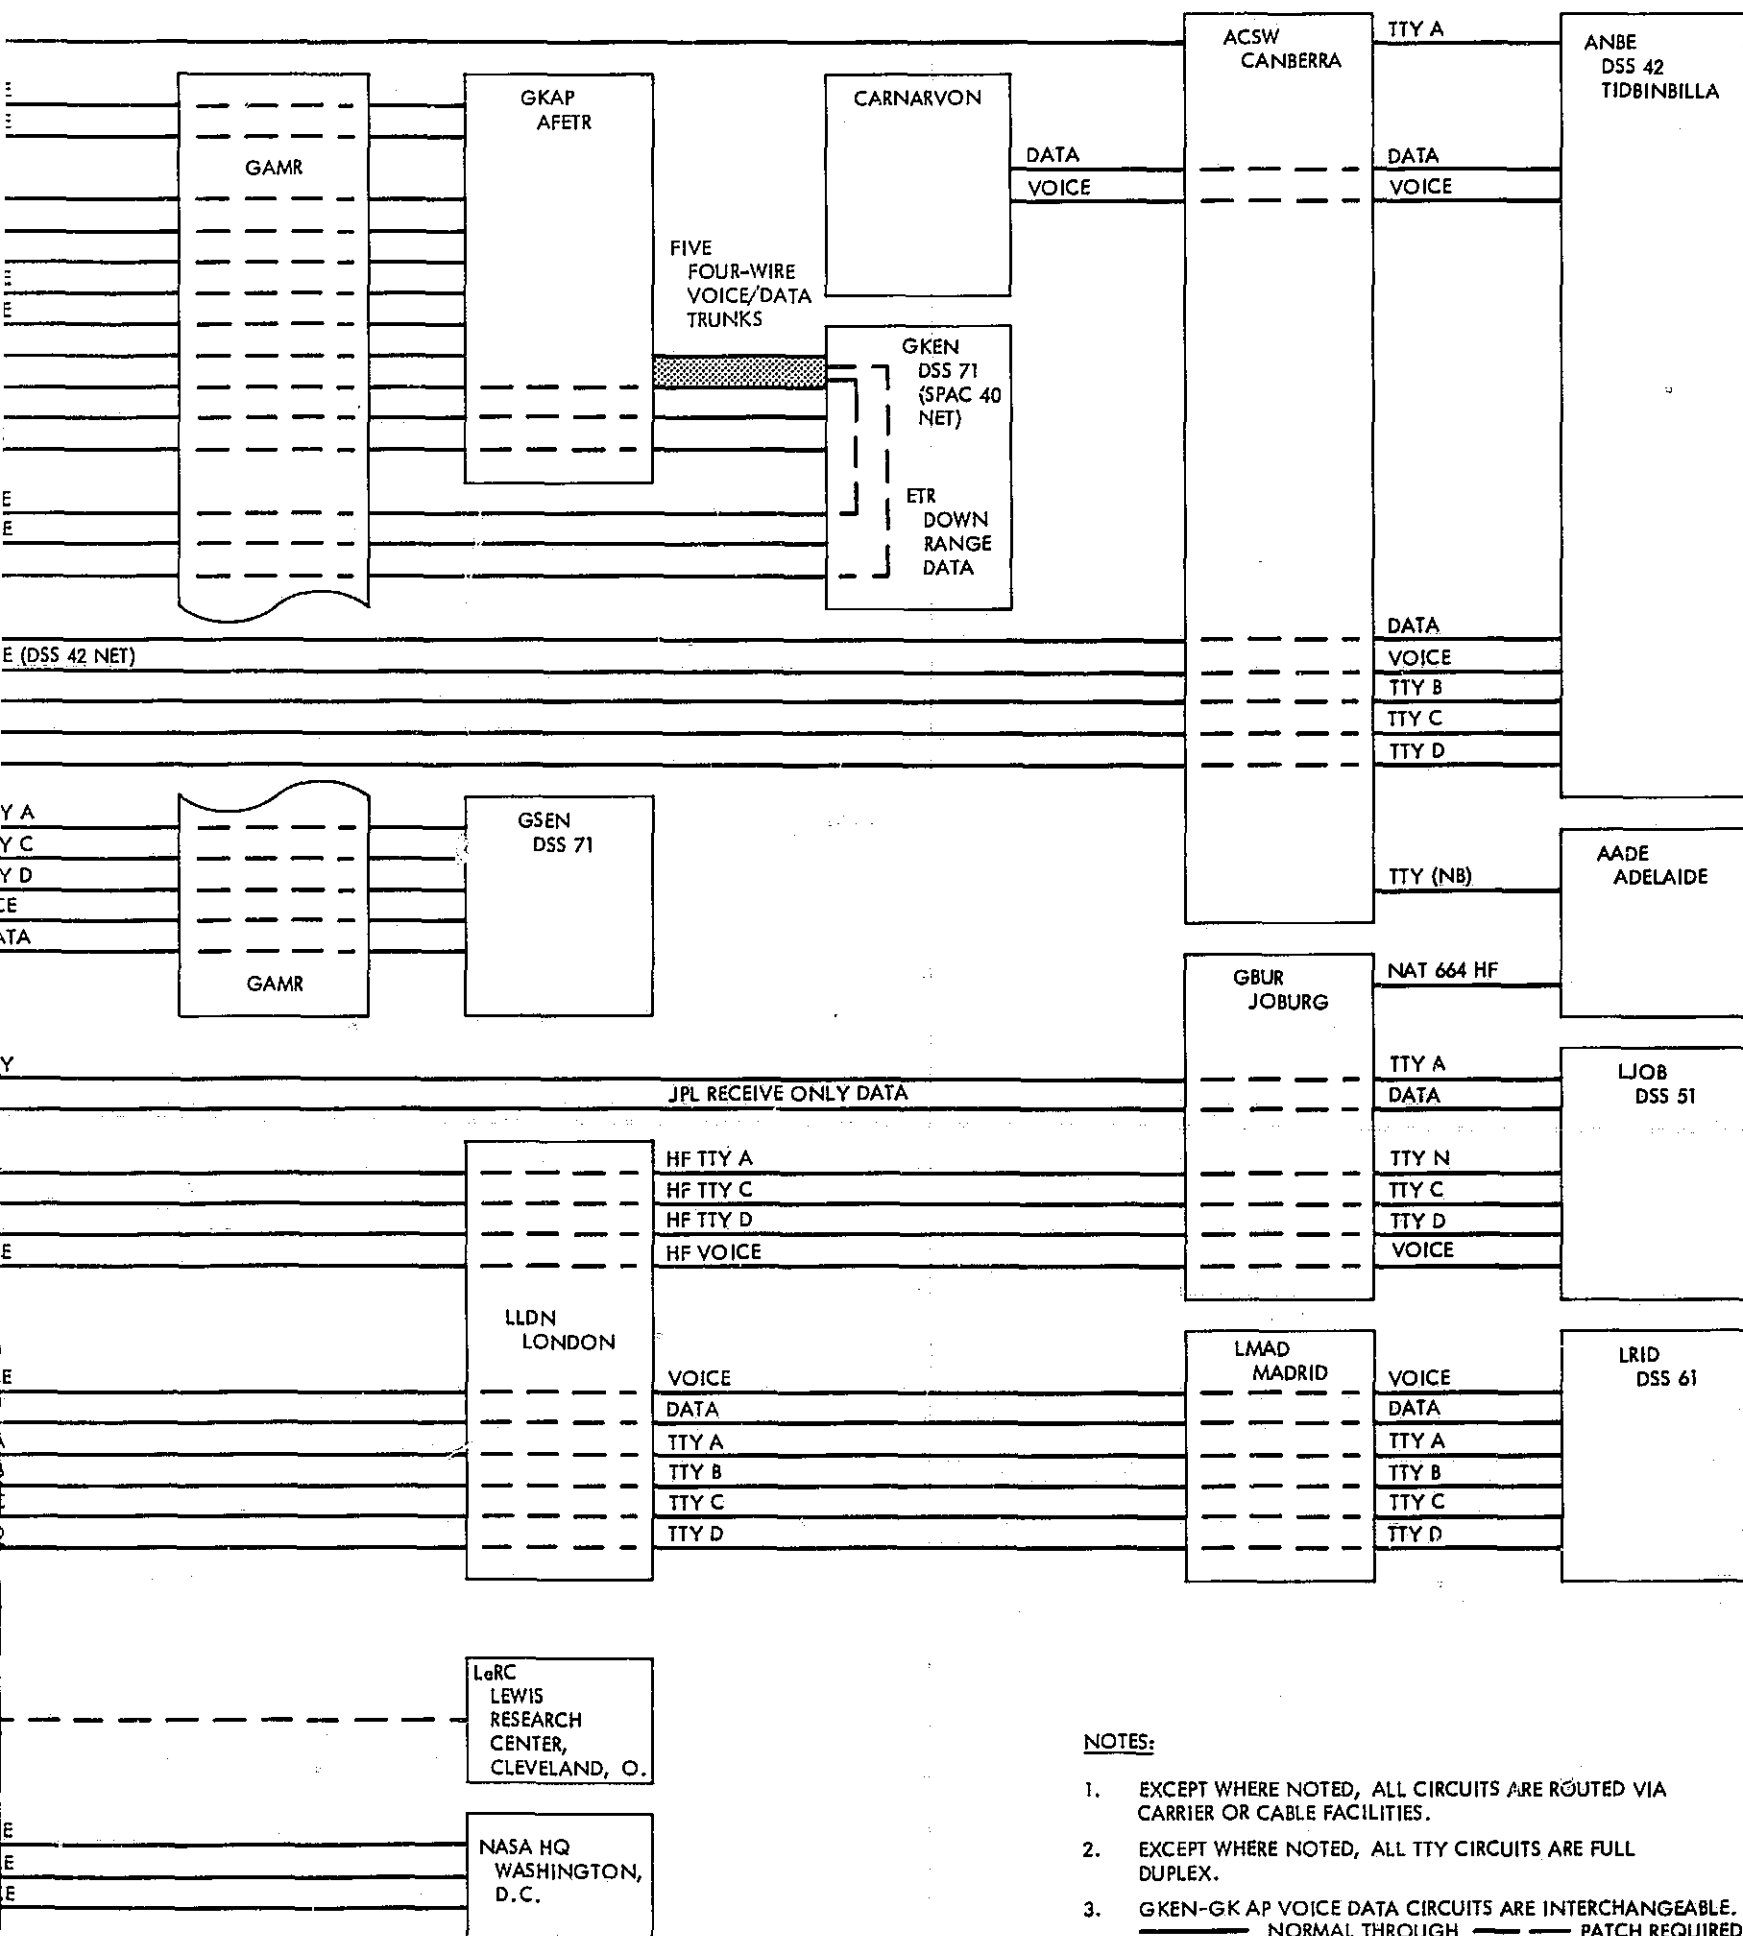 TTY A
ACSW
CANBERRA
ANBE
DSS 42
TIDBINBILLA
E
E
GKAP
AFETR
CARNARVON
GAMR
DATA
VOICE
DATA
VOICE
FIVE
FOUR-WIRE
VOICE/DATA
TRUNKS
E
E
GKEN
DSS 71
(SPAC 40
NET)
E
E
ETR
DOWN
RANGE
DATA
E (DSS 42 NET)
DATA
VOICE
TTY B
TTY C
TTY D
Y A
Y C
Y D
CE
ATA
GSEN
DSS 71
GAMR
AADE
ADELAIDE
TTY (NB)
GBUR
JOBURG
NAT 664 HF
Y
JPL RECEIVE ONLY DATA
TTY A
DATA
LJOB
DSS 51
HF TTY A
HF TTY C
HF TTY D
HF VOICE
TTY N
TTY C
TTY D
VOICE
E
LLDN
LONDON
LMAD
MADRID
LRID
DSS 61
E
VOICE
DATA
TTY A
TTY B
TTY C
TTY D
VOICE
DATA
TTY A
TTY B
TTY C
TTY D
LeRC
LEWIS
RESEARCH
CENTER,
CLEVELAND, O.
E
E
E
NASA HQ
WASHINGTON,
D.C.
NOTES:
1. EXCEPT WHERE NOTED, ALL CIRCUITS ARE ROUTED VIA
CARRIER OR CABLE FACILITIES.
2. EXCEPT WHERE NOTED, ALL TTY CIRCUITS ARE FULL
DUPLEX.
3. GKEN-GKAP VOICE DATA CIRCUITS ARE INTERCHANGEABLE.
NORMAL THROUGH PATCH REQUIRED